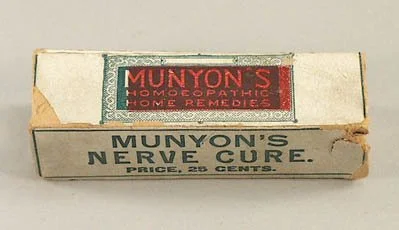 MUNYON'S
HOMOEOPATHIC
HOME REMEDIES
MUNYON'S
NERVE CURE.
PRICE, 25 CENTS.